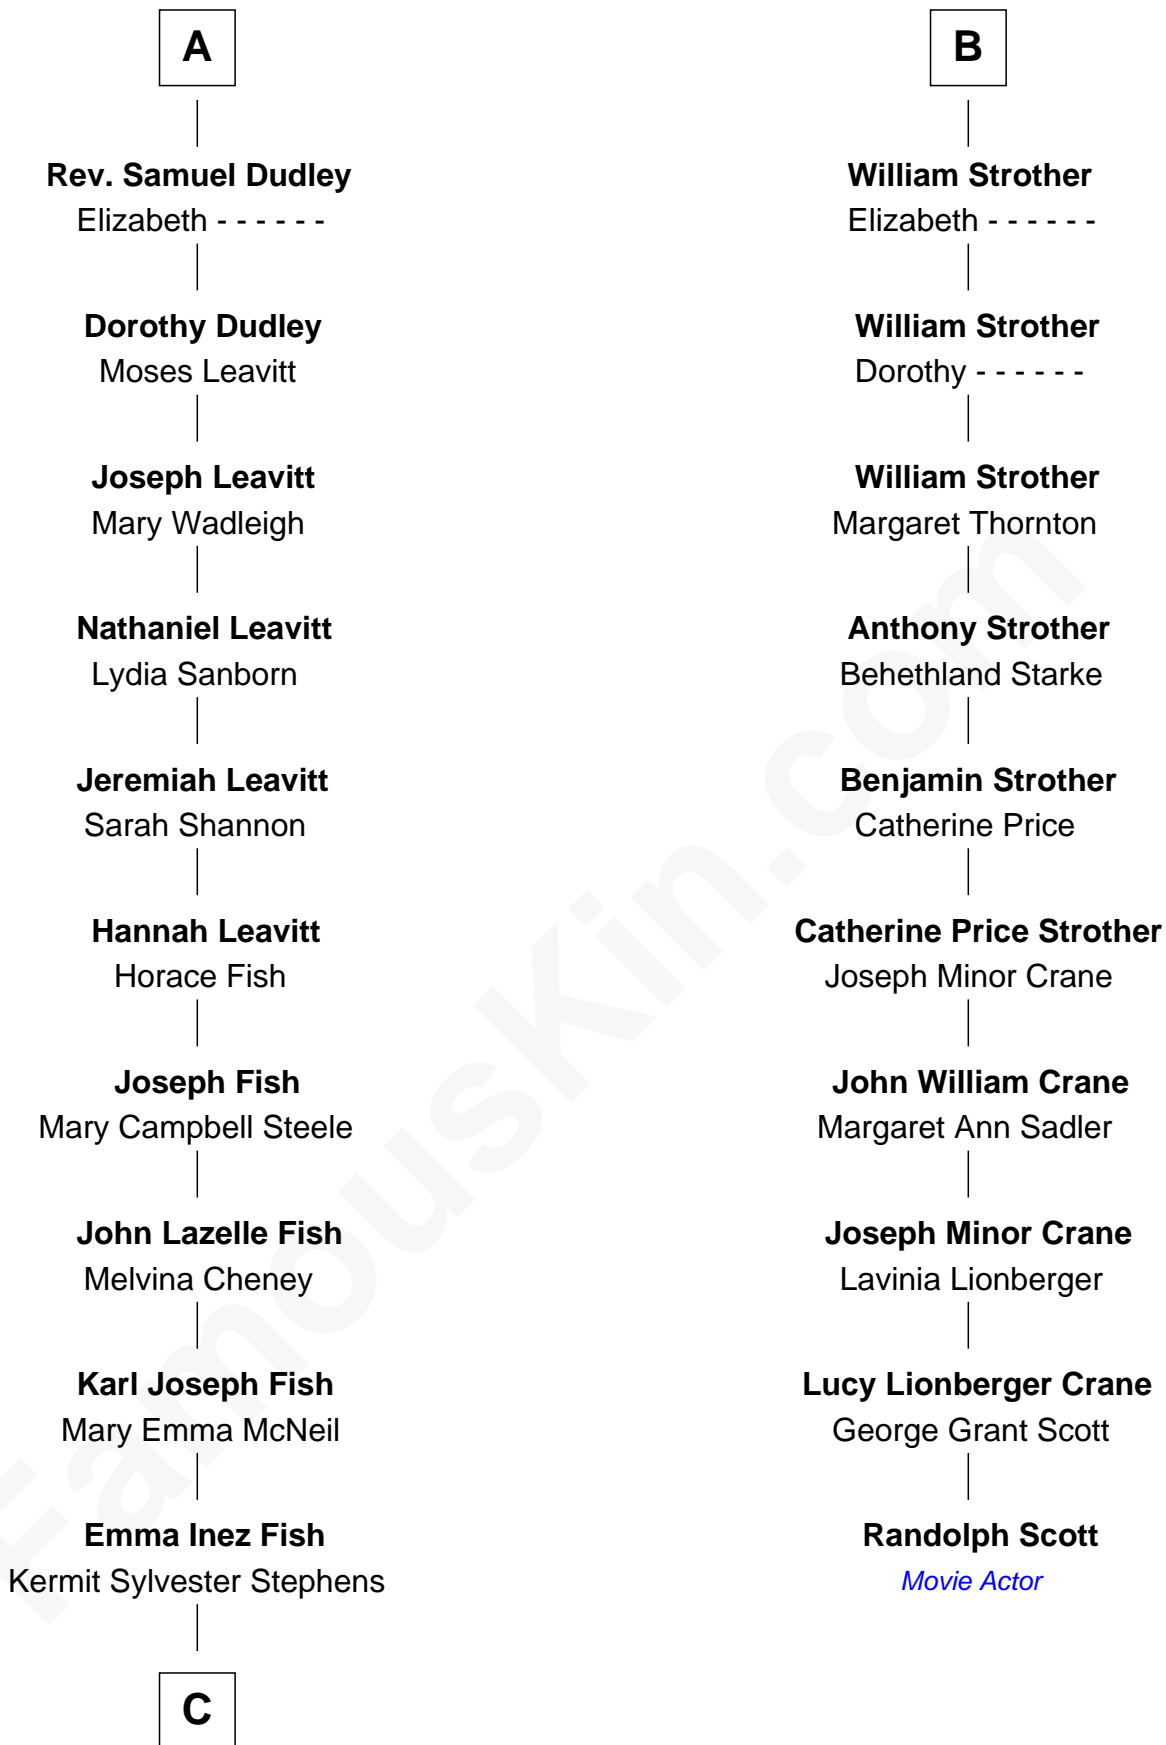 A
Rev. Samuel Dudley
Elizabeth - - - - - -
Dorothy Dudley
Moses Leavitt
Joseph Leavitt
Mary Wadleigh
Nathaniel Leavitt
Lydia Sanborn
Jeremiah Leavitt
Sarah Shannon
Hannah Leavitt
Horace Fish
Joseph Fish
Mary Campbell Steele
John Lazelle Fish
Melvina Cheney
Karl Joseph Fish
Mary Emma McNeil
Emma Inez Fish
Kermit Sylvester Stephens
C
B
William Strother
Elizabeth - - - - - -
William Strother
Dorothy - - - - - -
William Strother
Margaret Thornton
Anthony Strother
Behethland Starke
Benjamin Strother
Catherine Price
Catherine Price Strother
Joseph Minor Crane
John William Crane
Margaret Ann Sadler
Joseph Minor Crane
Lavinia Lionberger
Lucy Lionberger Crane
George Grant Scott
Randolph Scott
Movie Actor
FamousKin.com